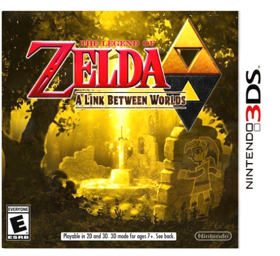 THE LEGEND OF
ZELDA
A LINK BETWEEN WORLDS
NINTENDO 3DS
EVERYONE
E
ESRB
Playable in 2D and 3D. 3D mode for ages 7+. See back.